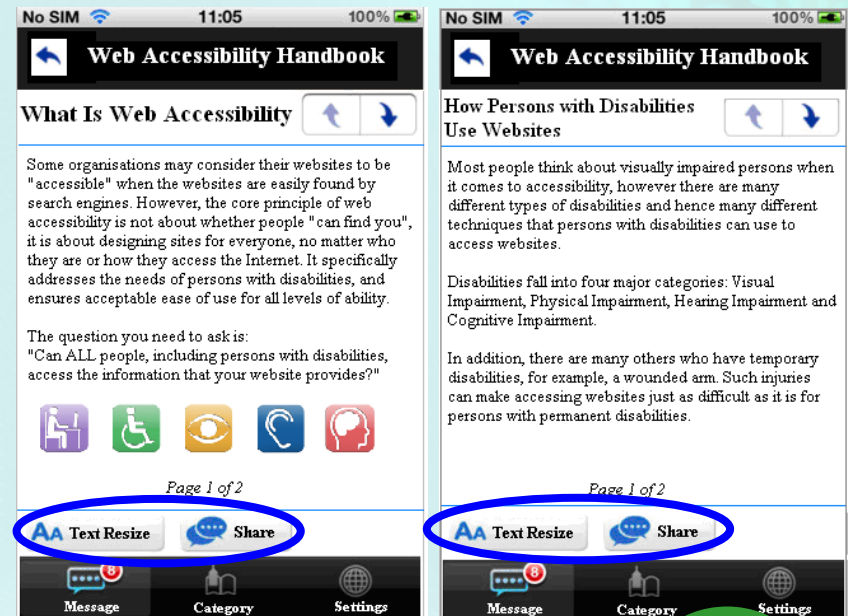 No SIM 11:05 100%
Web Accessibility Handbook
What Is Web Accessibility
Some organisations may consider their websites to be
"accessible" when the websites are easily found by
search engines. However, the core principle of web
accessibility is not about whether people "can find you",
it is about designing sites for everyone, no matter who
they are or how they access the Internet. It specifically
addresses the needs of persons with disabilities, and
ensures acceptable ease of use for all levels of ability.
The question you need to ask is:
"Can ALL people, including persons with disabilities,
access the information that your website provides?"
Page 1 of 2
AA Text Resize Share
8
Message Category Settings
No SIM 11:05 100%
Web Accessibility Handbook
How Persons with Disabilities
Use Websites
Most people think about visually impaired persons when
it comes to accessibility, however there are many
different types of disabilities and hence many different
techniques that persons with disabilities can use to
access websites.
Disabilities fall into four major categories: Visual
Impairment, Physical Impairment, Hearing Impairment and
Cognitive Impairment.
In addition, there are many others who have temporary
disabilities, for example, a wounded arm. Such injuries
can make accessing websites just as difficult as it is for
persons with permanent disabilities.
Page 1 of 2
AA Text Resize Share
8
Message Category Settings